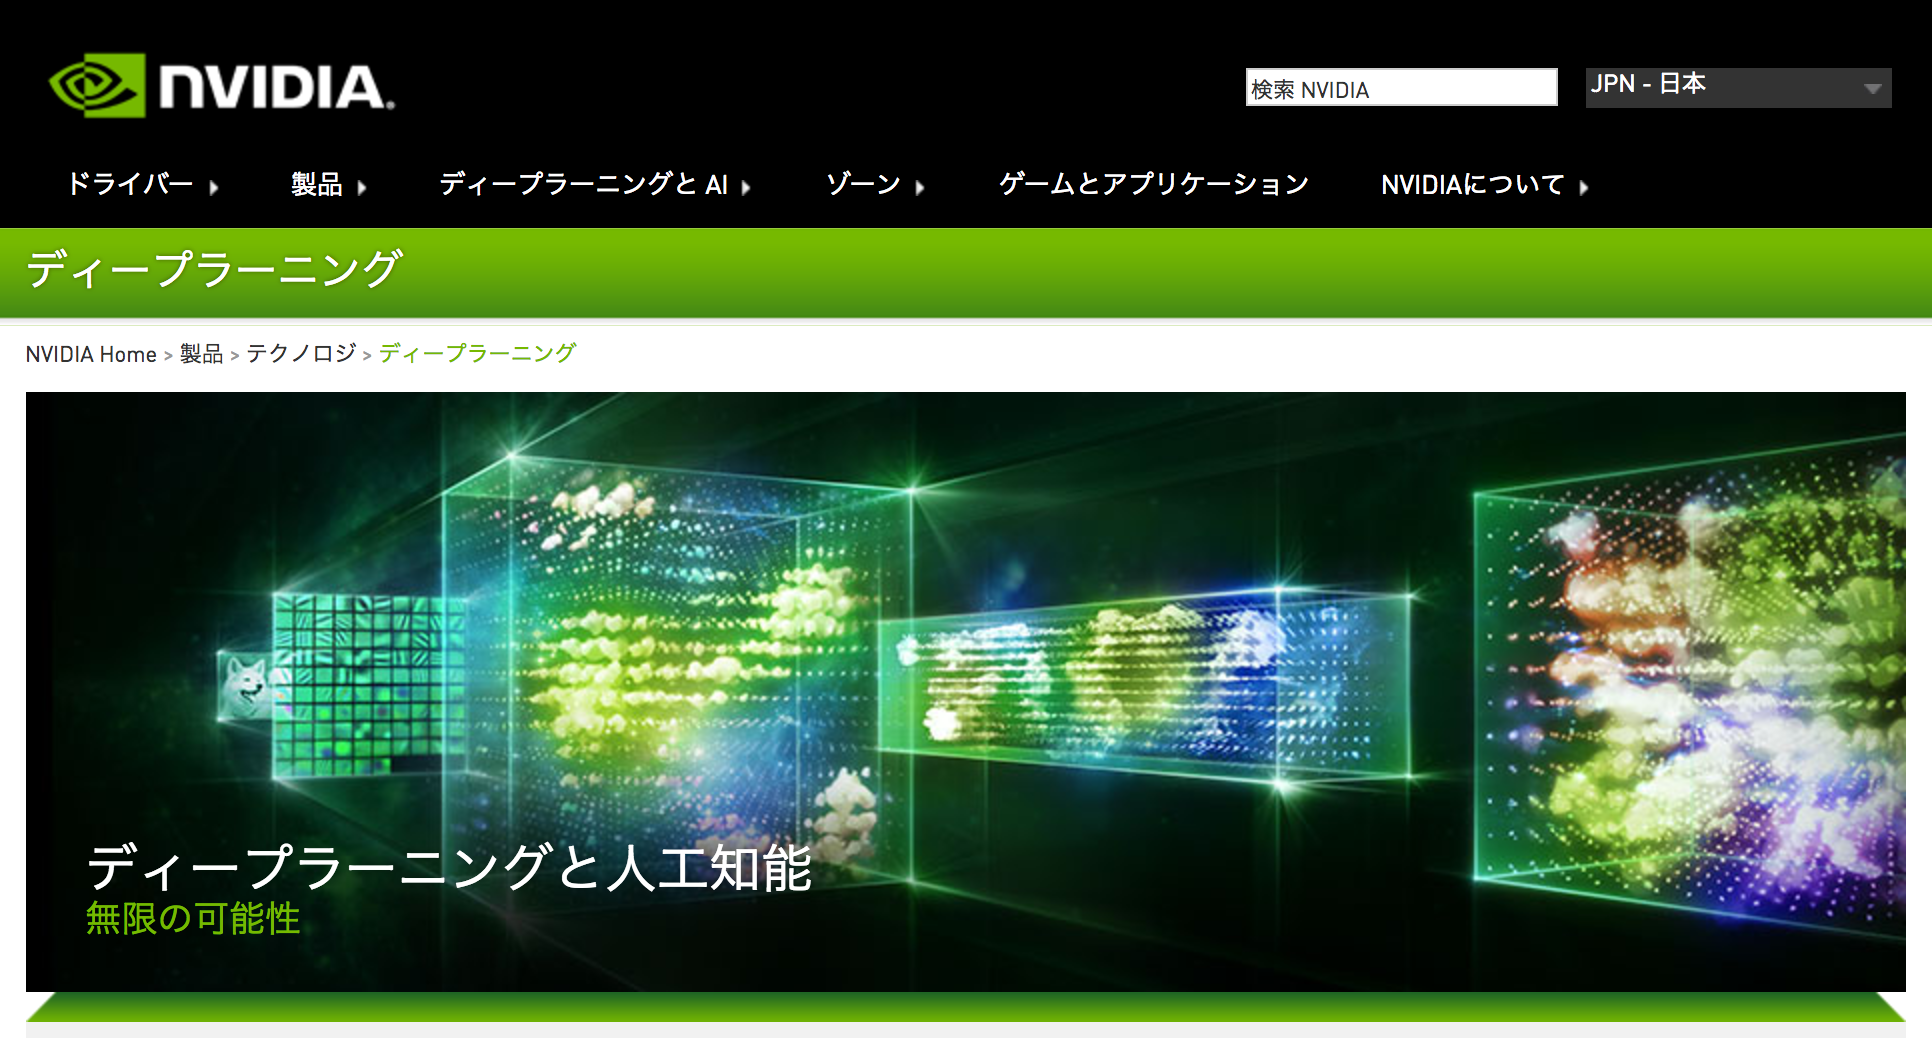 NVIDIA.
検索 NVIDIA
JPN - 日本
ドライバー 製品 ディープラーニングと AI ゾーン ゲームとアプリケーション NVIDIAについて
ディープラーニング
NVIDIA Home > 製品 > テクノロジ > ディープラーニング
ディープラーニングと人工知能
無限の可能性